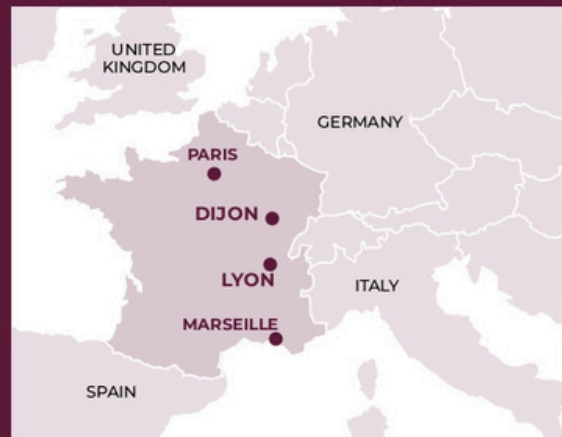 UNITED
KINGDOM
GERMANY
PARIS
DIJON
LYON
ITALY
MARSEILLE
SPAIN